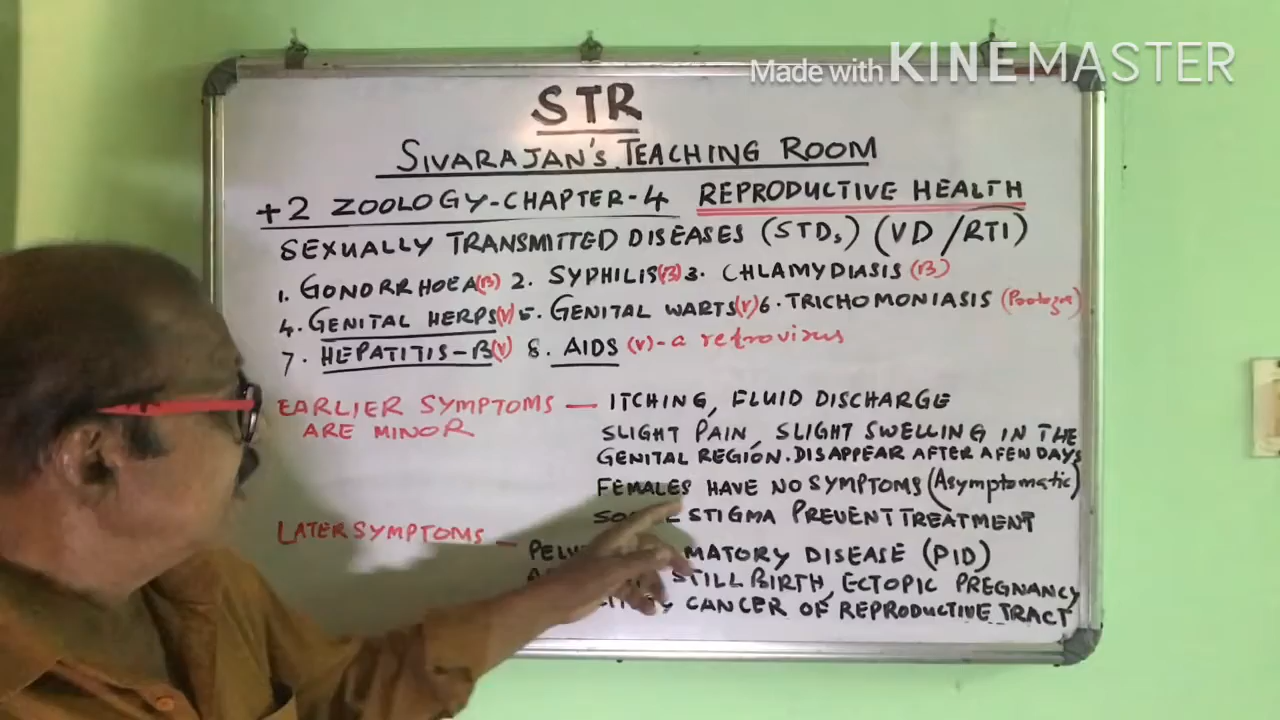 Made with KINEMASTER
STR
SIVARAJAN'S TEACHING ROOM
+2 ZOOLOGY-CHAPTER-4 REPRODUCTIVE HEALTH
SEXUALLY TRANSMITTED DISEASES (STDs) (VD/RTI)
1. GONORRHOEA (B) 2. SYPHILIS (B) 3. CHLAMYDIASIS (B)
4. GENITAL HERPS (V) 5. GENITAL WARTS (V) 6. TRICHOMONIASIS
7. HEPATITIS-B (V) 8. AIDS (V)-a retrovirus
EARLIER SYMPTOMS — ITCHING, FLUID DISCHARGE
ARE MINOR
SLIGHT PAIN, SLIGHT SWELLING IN THE
GENITAL REGION. DISAPPEAR AFTER A FEN DAYS
FEMALES HAVE NO SYMPTOMS (Asymptomatic)
STIGMA PREVENT TREATMENT
LATER SYMPTOMS —
DISEASE (PID)
STILL BIRTH, ECTOPIC PREGNANCY
CANCER OF REPRODUCTIVE TRACT